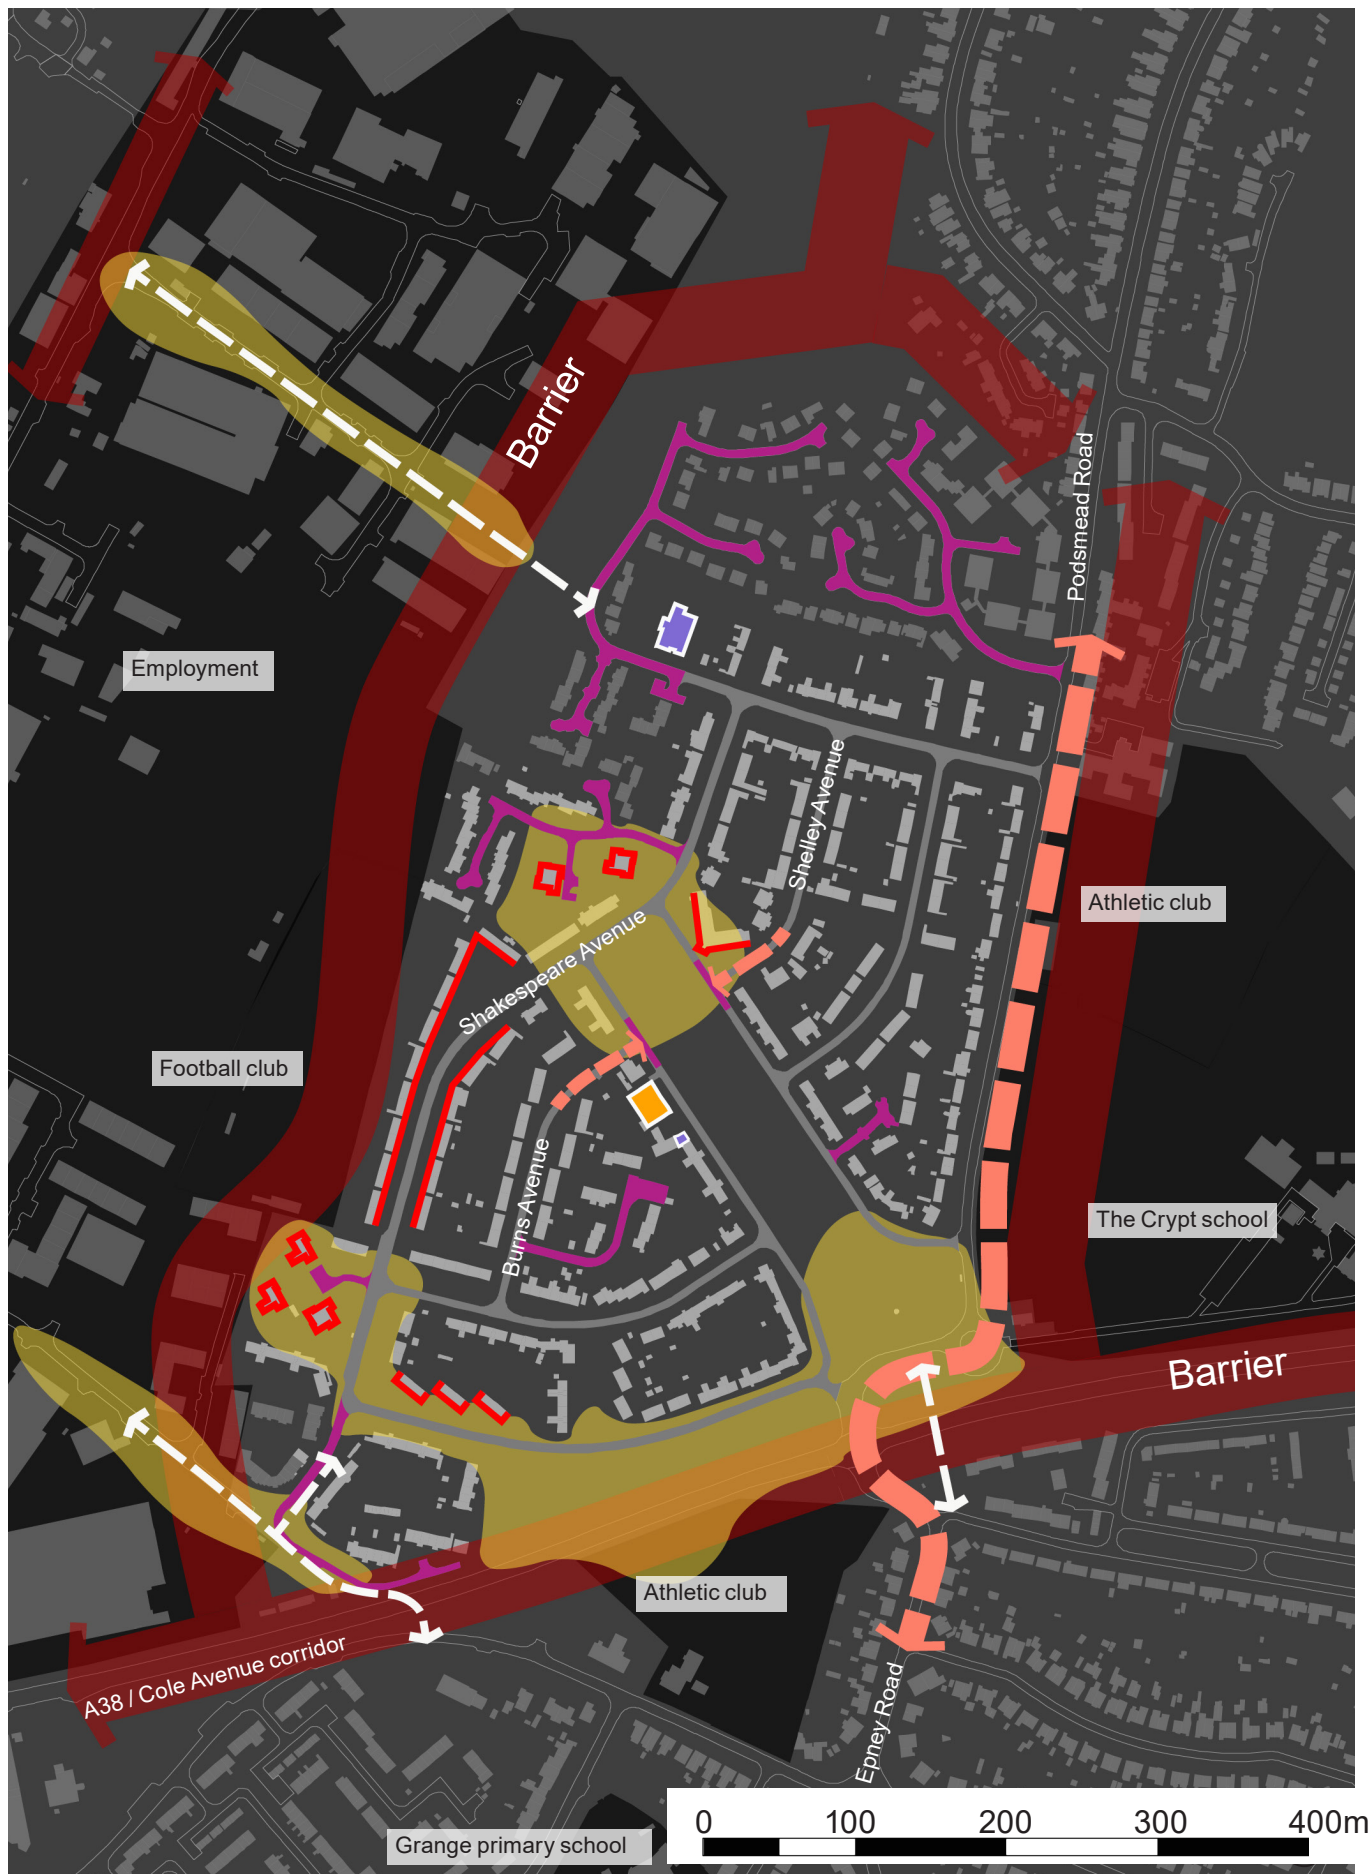 Barrier
Podsmead Road
Employment
Shelley Avenue
Athletic club
Shakespeare Avenue
Football club
Burns Avenue
The Crypt school
Barrier
Athletic club
A38 / Cole Avenue corridor
Epney Road
0 100 200 300 400m
Grange primary school